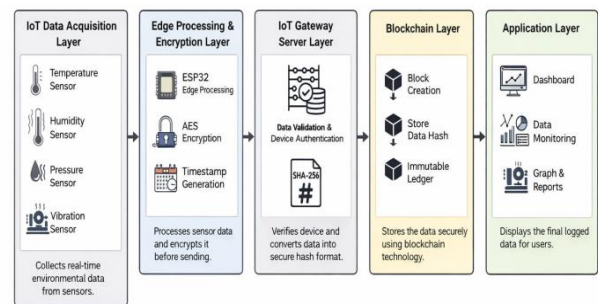 IoT Data Acquisition
Layer
Temperature
Sensor
Humidity
Sensor
Pressure
Sensor
Vibration
Sensor
Collects real-time
environmental data
from sensors.
Edge Processing &
Encryption Layer
ESP32
Edge Processing
AES
Encryption
Timestamp
Generation
Processes sensor data
and encrypts it
before sending.
IoT Gateway
Server Layer
Data Validation &
Device Authentication
SHA-256
#
Verifies device and
converts data into
secure hash format.
Blockchain Layer
Block
Creation
Store
Data Hash
Immutable
Ledger
Stores the data securely
using blockchain
technology.
Application Layer
Dashboard
Data
Monitoring
Graph &
Reports
Displays the final logged
data for users.